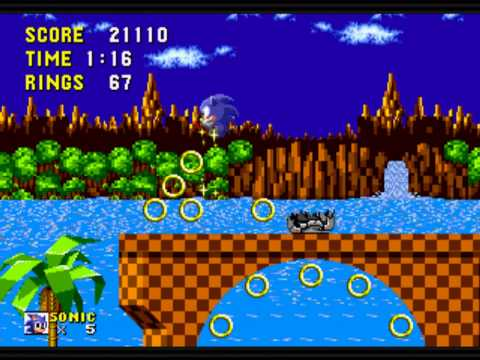 SCORE 21110
TIME 1:16
RINGS 67
SONIC
X 5